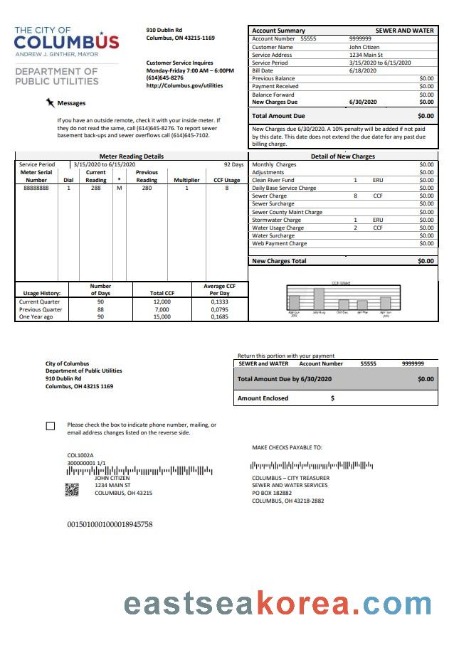 THE CITY OF
COLUMBUS
ANDREW J. GINTHER, MAYOR
DEPARTMENT OF
PUBLIC UTILITIES
910 Dublin Rd
Columbus, OH 43215-1169
Customer Service Inquires
Monday-Friday 7:00 AM – 6:00PM
(614)645-8276
http://Columbus.gov/utilities
Messages
If you have an outside remote, check it with your inside meter. If
they do not read the same, call (614)645-8276. To report sewer
basement back-ups and sewer overflows call (614)645-7102.
Account Summary SEWER AND WATER
Account Number 55555 9999999
Customer Name John Citizen
Service Address 1234 Main St
Service Period 3/15/2020 to 6/15/2020
Bill Date 6/18/2020
Previous Balance $0.00
Payment Received $0.00
Balance Forward $0.00
New Charges Due 6/30/2020 $0.00
Total Amount Due $0.00
New Charges due 6/30/2020. A 10% penalty will be added if not paid
by this date. This date does not extend the due date for any past due
billing charge.
Meter Reading Details
Service Period 3/15/2020 to 6/15/2020 92 Days
Meter Serial Number Dial Current Reading * Previous Reading Multiplier CCF Usage
88888888 1 288 M 280 1 8
Usage History: Number of Days Total CCF Average CCF Per Day
Current Quarter 90 12,000 0,1333
Previous Quarter 88 7,000 0,0795
One Year ago 90 15,000 0,1685
Detail of New Charges
Monthly Charges $0.00
Adjustments $0.00
Clean River Fund 1 ERU $0.00
Daily Base Service Charge $0.00
Sewer Charge 8 CCF $0.00
Sewer Surcharge $0.00
Sewer County Maint Charge $0.00
Stormwater Charge 1 ERU $0.00
Water Usage Charge 2 CCF $0.00
Water Surcharge $0.00
Web Payment Charge $0.00
New Charges Total $0.00
City of Columbus
Department of Public Utilities
910 Dublin Rd
Columbus, OH 43215 1169
Return this portion with your payment
SEWER and WATER Account Number 55555 9999999
Total Amount Due by 6/30/2020 $0.00
Amount Enclosed $
Please check the box to indicate phone number, mailing, or
email address changes listed on the reverse side.
COL1002A
300000001 1/1
JOHN CITIZEN
1234 MAIN ST
COLUMBUS, OH 43215
MAKE CHECKS PAYABLE TO:
COLUMBUS – CITY TREASURER
SEWER AND WATER SERVICES
PO BOX 182882
COLUMBUS, OH 43218-2882
0015010001000018945758
eastseakorea.com